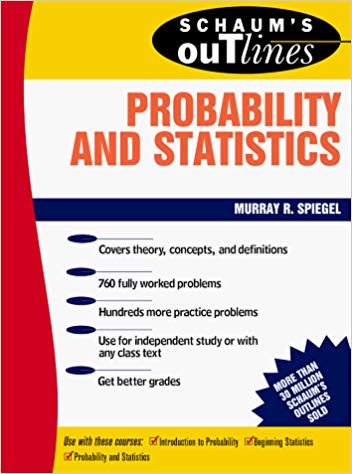 SCHAUM'S
ouTlines
PROBABILITY
AND STATISTICS
MURRAY R. SPIEGEL
Covers theory, concepts, and definitions
760 fully worked problems
Hundreds more practice problems
Use for independent study or with
any class text
Get better grades
MORE THAN
30 MILLION
SCHAUM'S
OUTLINES
SOLD
Use with these courses: Introduction to Probability Beginning Statistics
Probability and Statistics